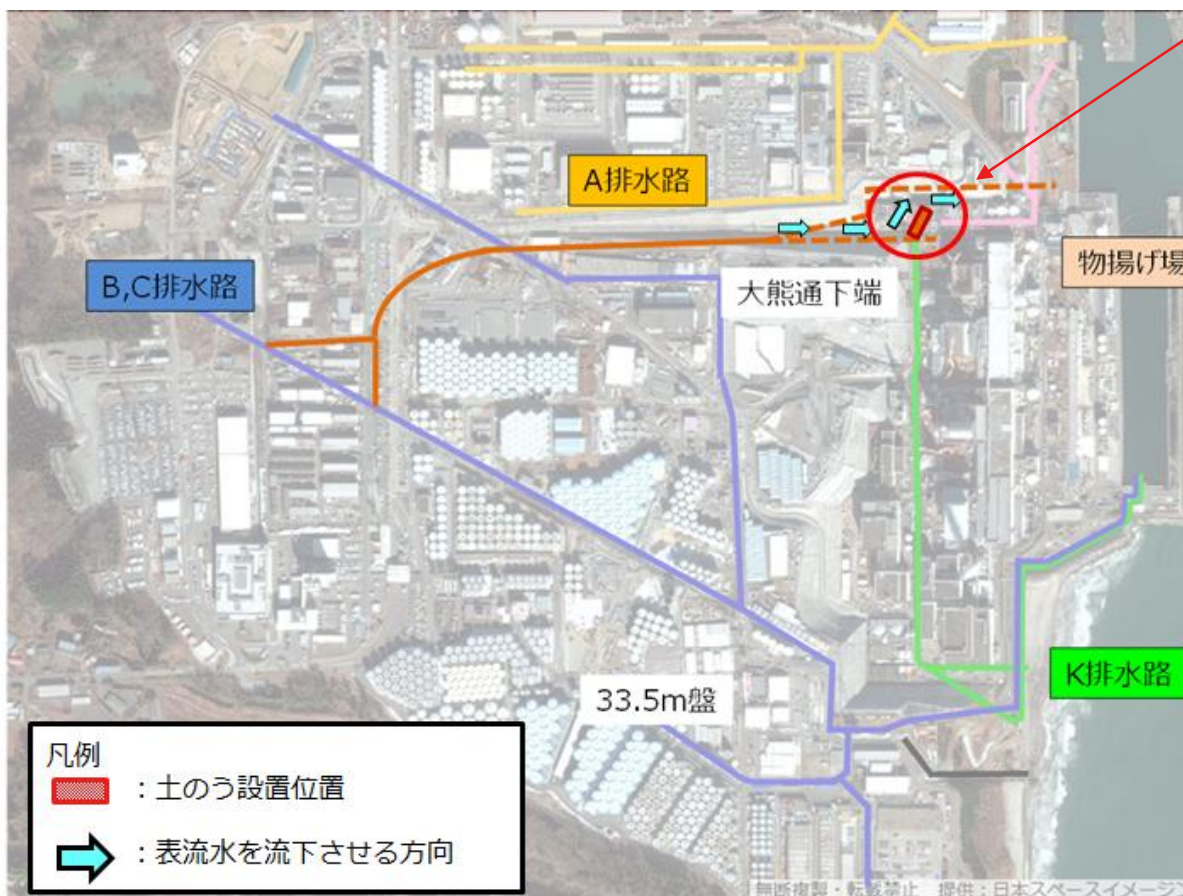 A排水路
B,C排水路
大熊通下端
物揚げ場
33.5m盤
K排水路
凡例
：土のう設置位置
：表流水を流下させる方向
無断複製・転載禁止 提供：日本スペースイメージ